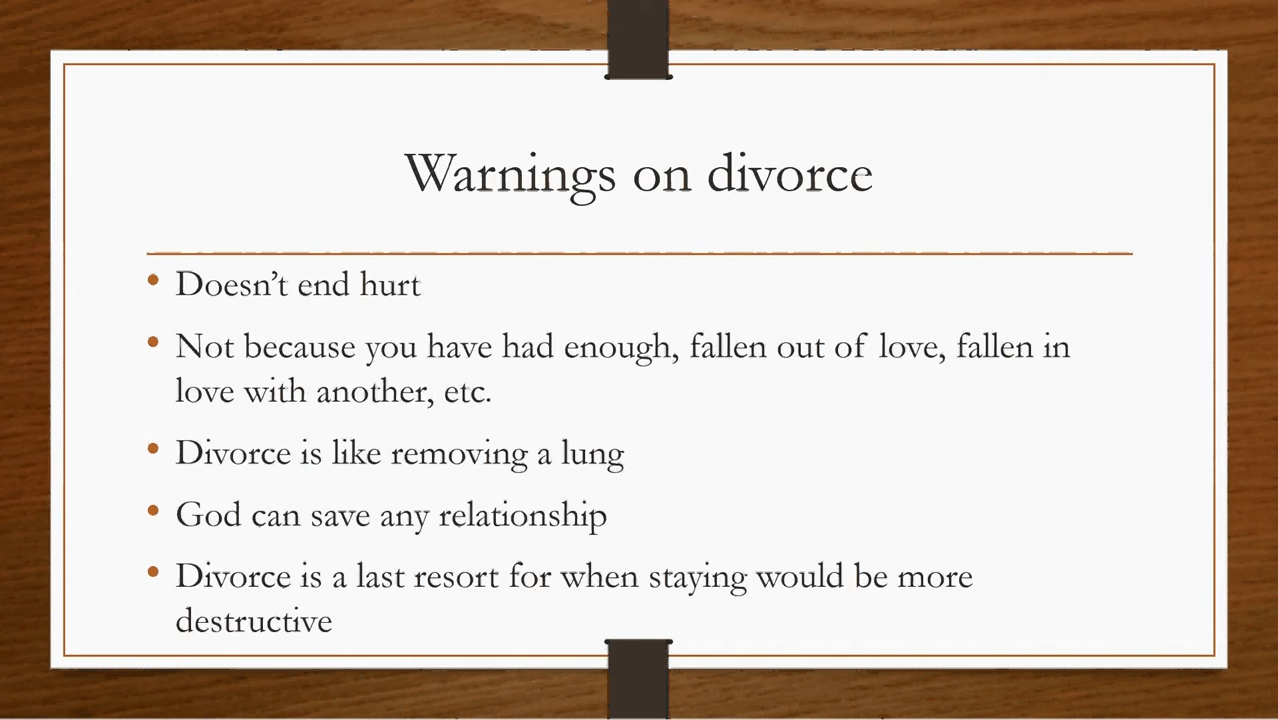 Warnings on divorce
• Doesn’t end hurt
• Not because you have had enough, fallen out of love, fallen in
love with another, etc.
• Divorce is like removing a lung
• God can save any relationship
• Divorce is a last resort for when staying would be more
destructive